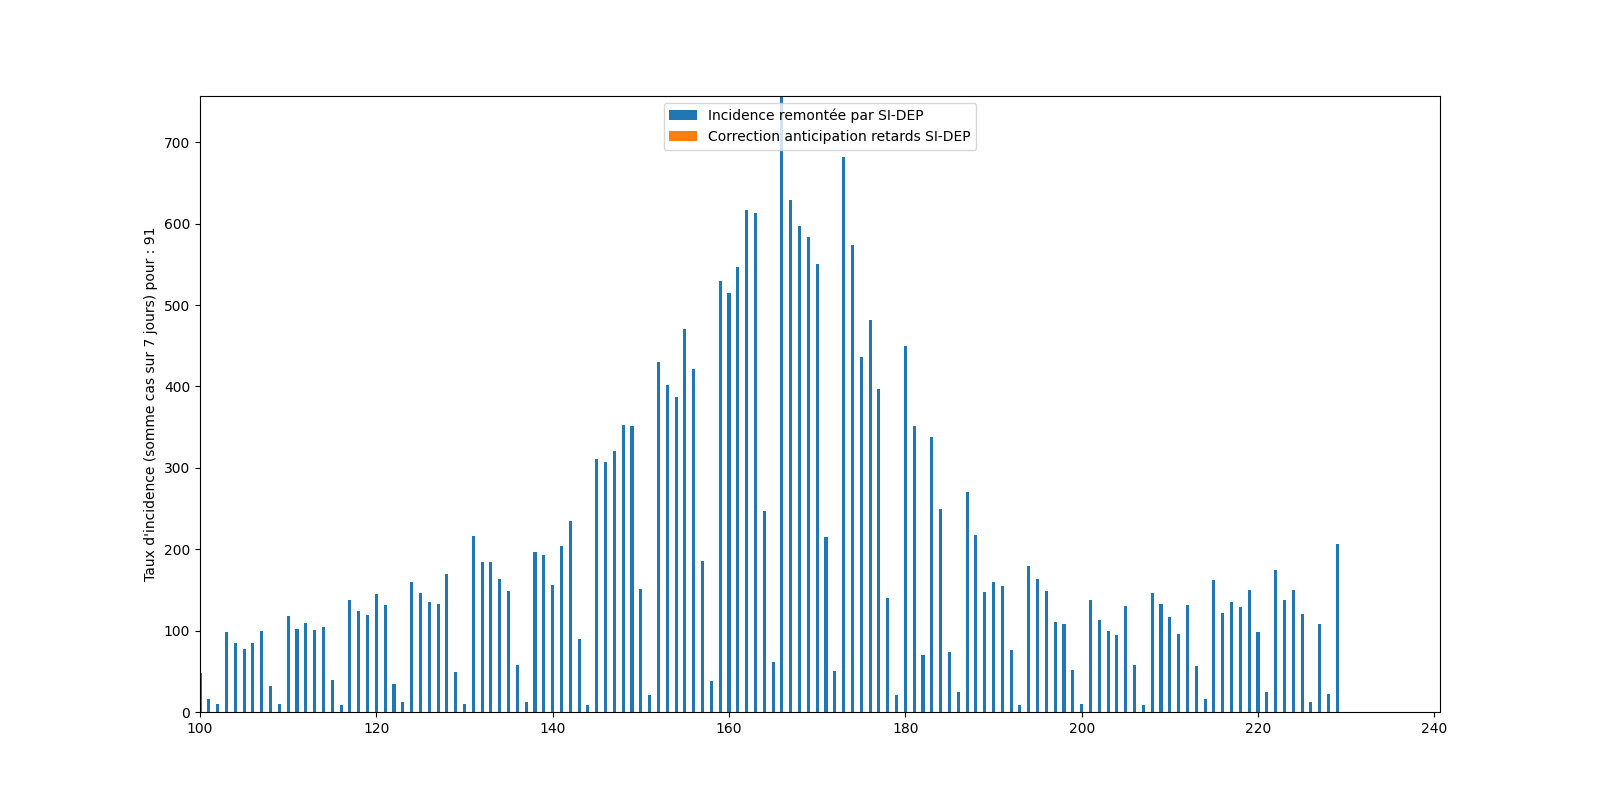 Incidence remontée par SI-DEP
Correction anticipation retards SI-DEP
Taux d'incidence (somme cas sur 7 jours) pour : 91
700
600
500
400
300
200
100
0
100 120 140 160 180 200 220 240